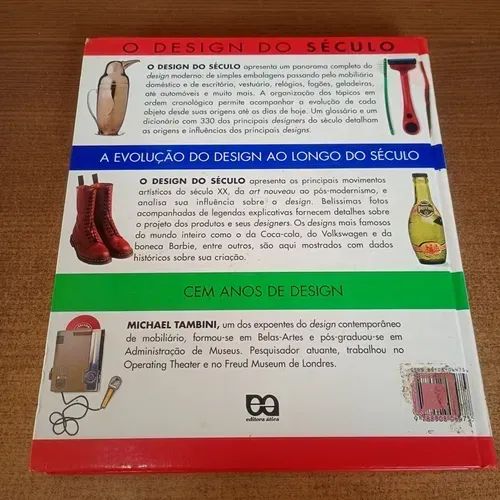 O DESIGN DO SÉCULO
O DESIGN DO SÉCULO apresenta um panorama completo do
design moderno: de simples embalagens passando pelo mobiliário
doméstico e de escritório, vestuário, relógios, fogões, geladeiras,
até automóveis e muito mais. A organização dos tópicos em
ordem cronológica permite acompanhar a evolução de cada
objeto desde suas origens até as dias de hoje. Um glossário e um
dicionário com 330 dos principais designers do século detalham
as origens e influências dos principais designs.
A EVOLUÇÃO DO DESIGN AO LONGO DO SÉCULO
O DESIGN DO SÉCULO apresenta os principais movimentos
artísticos do século XX, da art nouveau ao pós-modernismo, e
analisa sua influência sobre o design. Belíssimas fotos
acompanhadas de legendas explicativas fornecem detalhes sobre
o projeto dos produtos e seus designers. Os designs mais famosos
do mundo inteiro como o da Coca-cola, do Volkswagen e da
boneca Barbie, entre outros, são aqui mostrados com dados
históricos sobre sua criação.
CEM ANOS DE DESIGN
MICHAEL TAMBINI, um dos expoentes do design contemporâneo
de mobiliário, formou-se em Belas-Artes e pós-graduou-se em
Administração de Museus. Pesquisador atuante, trabalhou no
Operating Theater e no Freud Museum de Londres.
editora ática